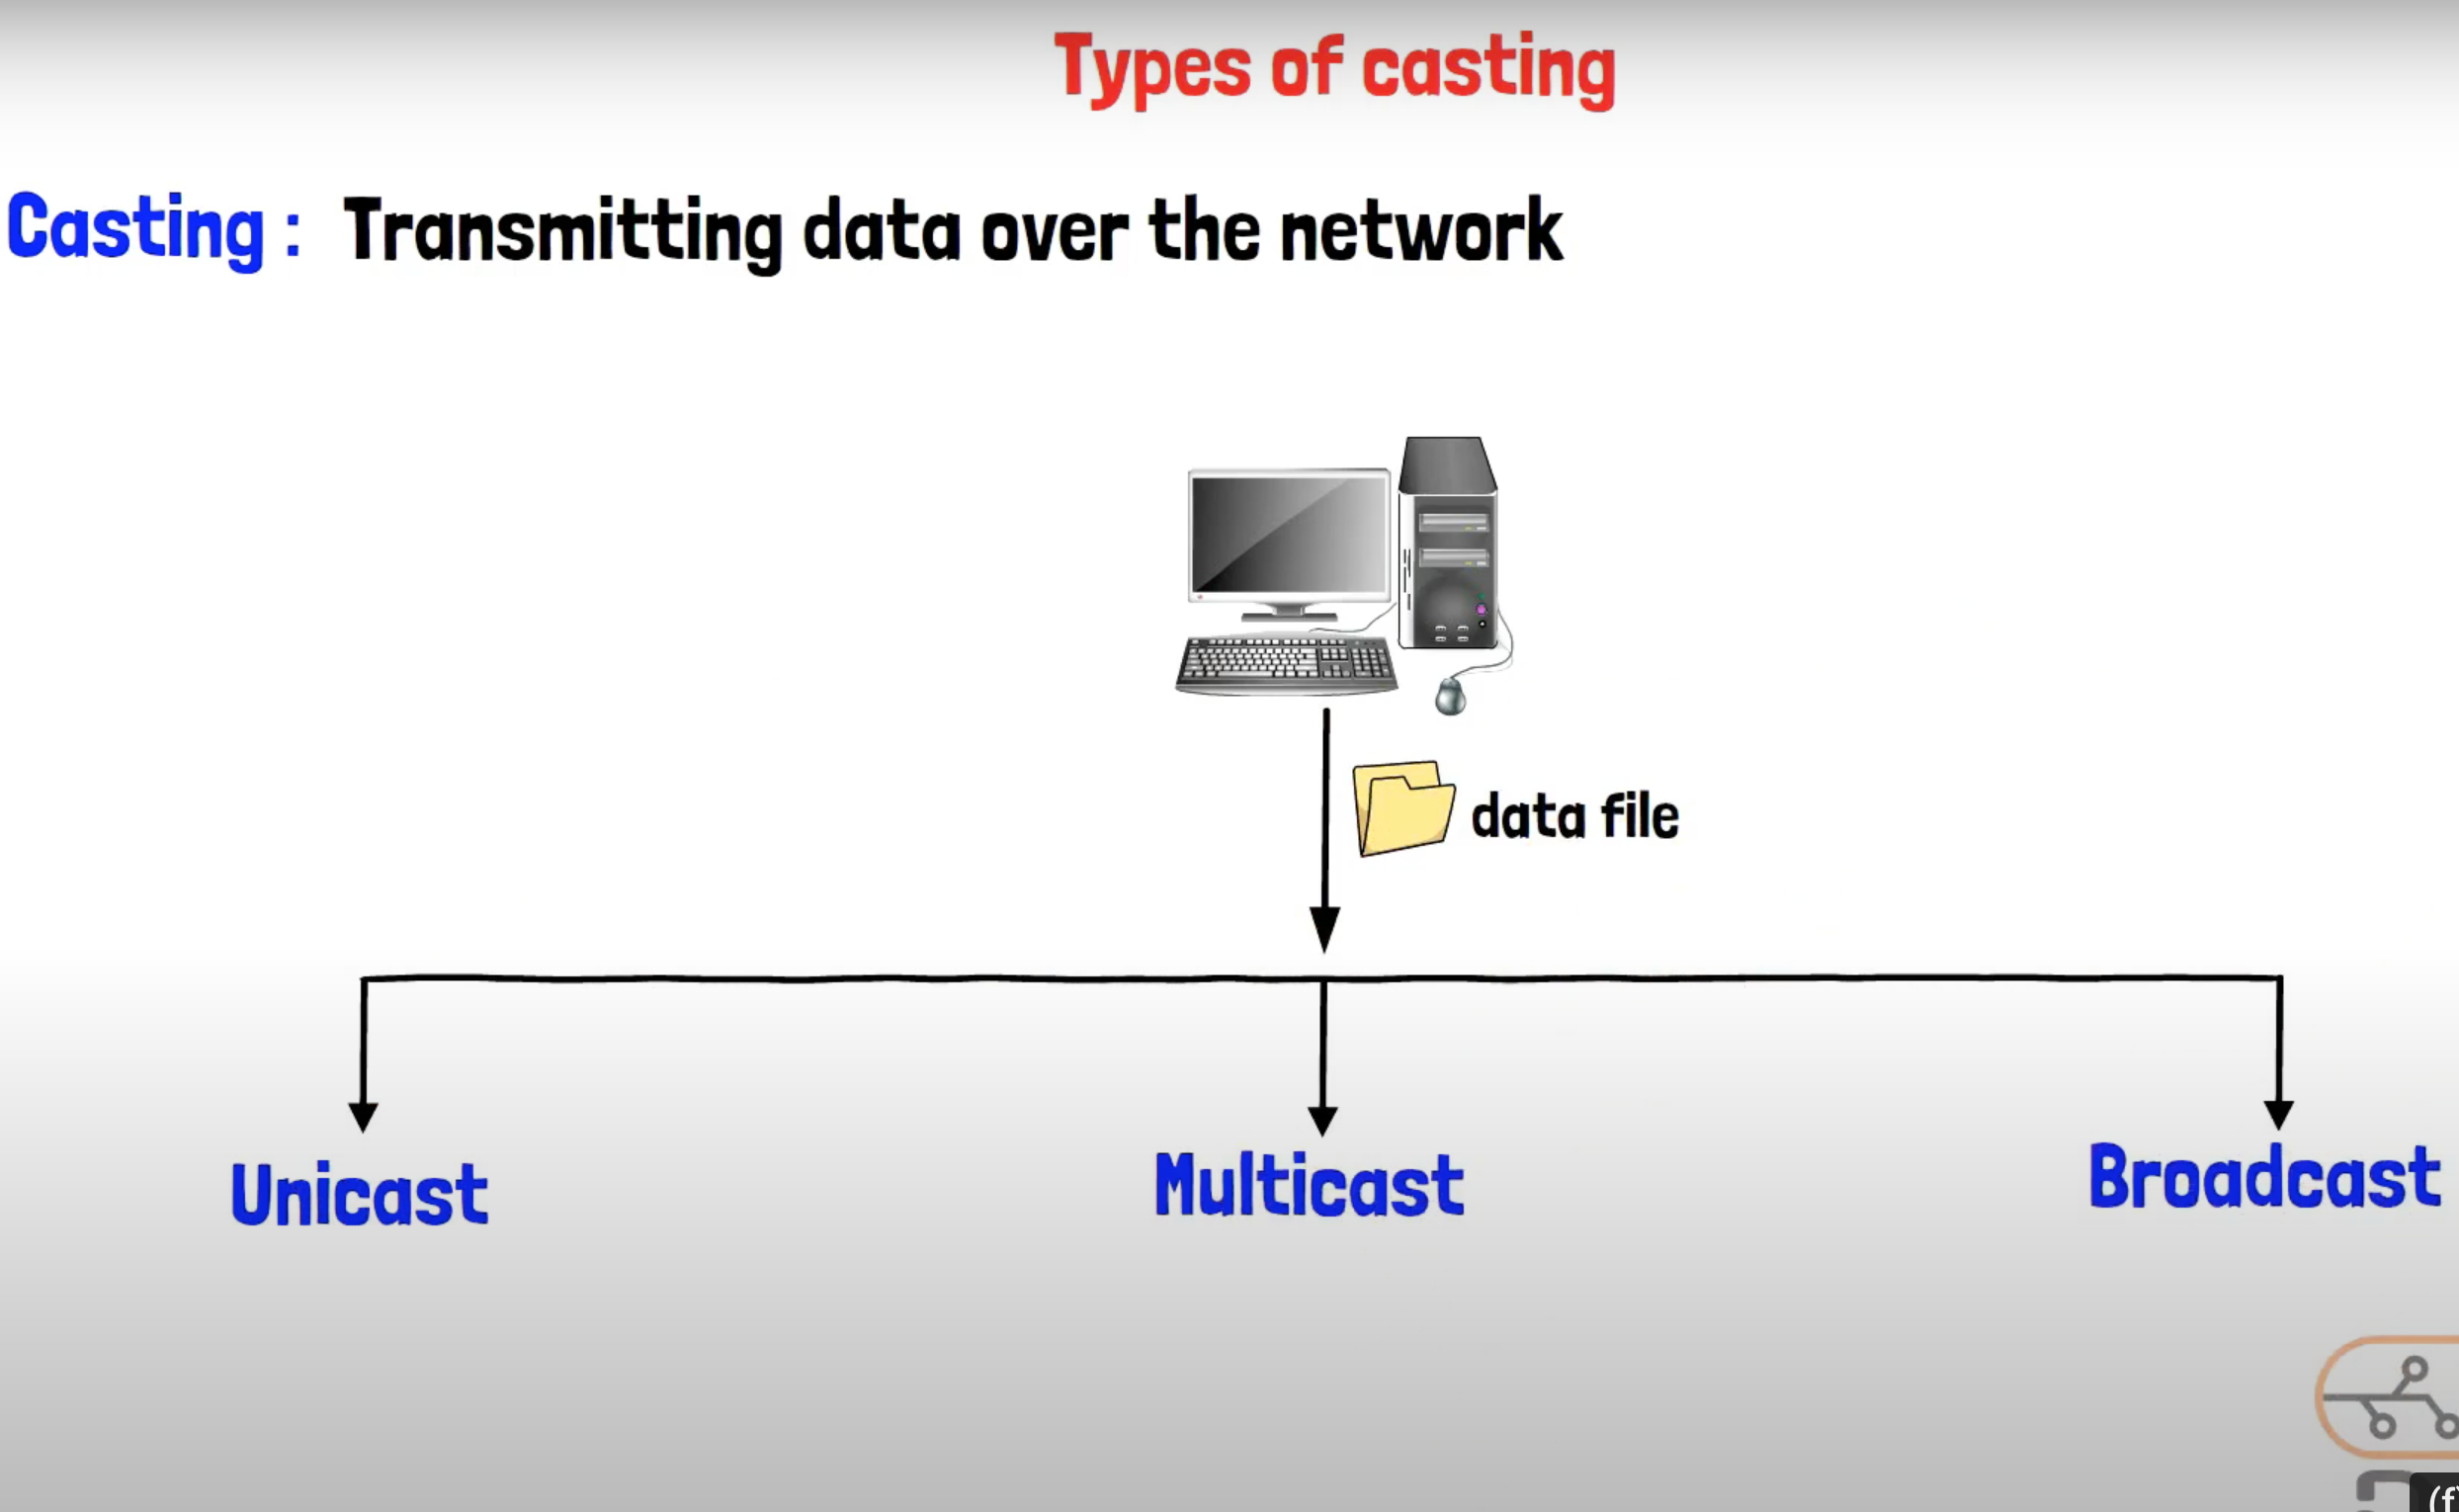 Types of casting
Casting : Transmitting data over the network
data file
Unicast
Multicast
Broadcast